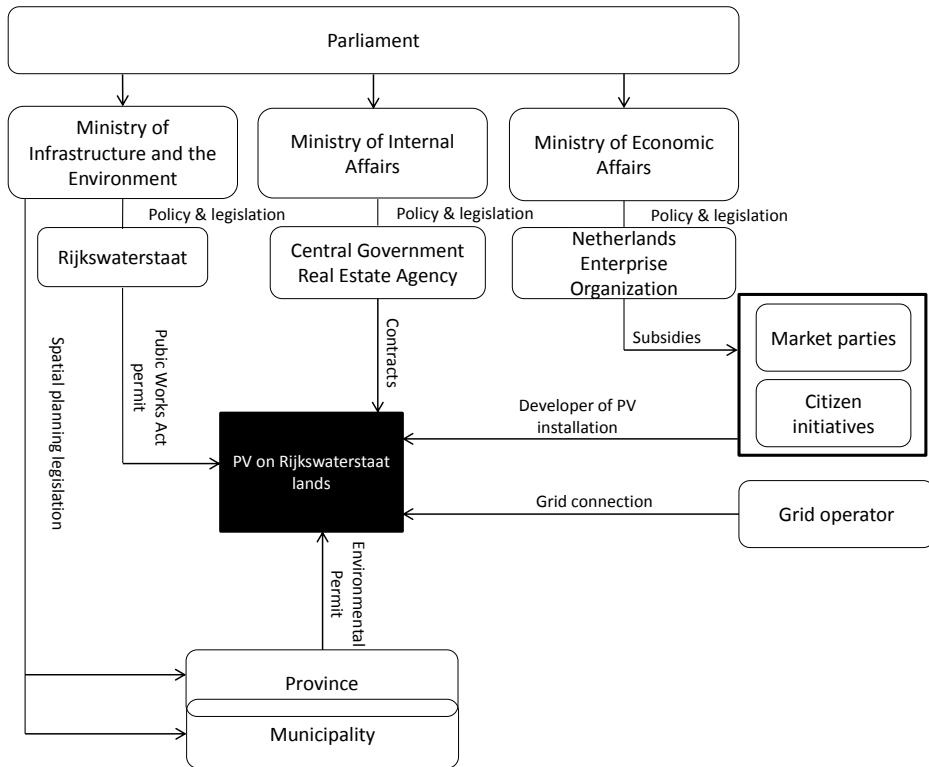 Parliament
Ministry of
Infrastructure and the
Environment
Ministry of Internal
Affairs
Ministry of Economic
Affairs
Policy & legislation
Policy & legislation
Policy & legislation
Rijkswaterstaat
Central Government
Real Estate Agency
Netherlands
Enterprise
Organization
Spatial planning legislation
Pubic Works Act
permit
Contracts
Subsidies
Market parties
Citizen
initiatives
Developer of PV
installation
PV on Rijkswaterstaat
lands
Grid connection
Grid operator
Environmental
Permit
Province
Municipality